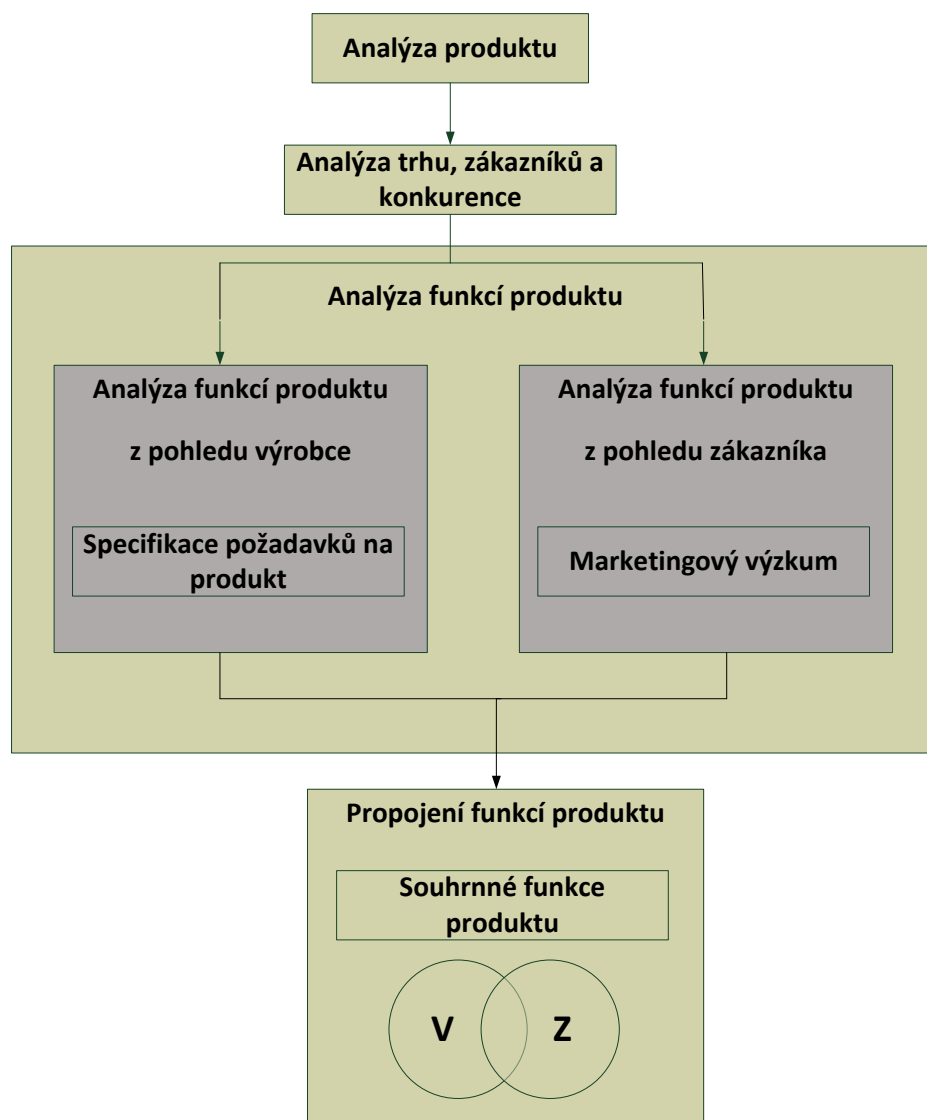 Analýza produktu
Analýza trhu, zákazníků a
konkurence
Analýza funkcí produktu
Analýza funkcí produktu
z pohledu výrobce
Specifikace požadavků na
produkt
Analýza funkcí produktu
z pohledu zákazníka
Marketingový výzkum
Propojení funkcí produktu
Souhrnné funkce
produktu
V
Z